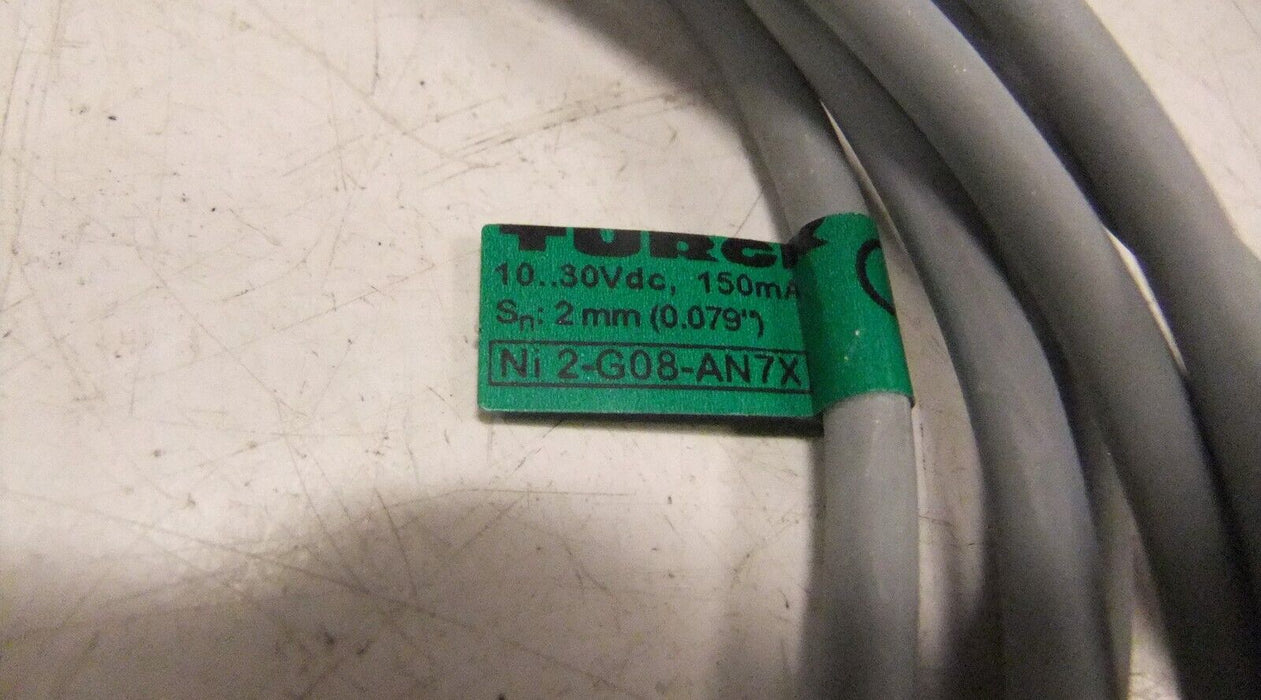 TURCK
10..30Vdc, 150mA
Sn: 2 mm (0.079")
Ni 2-G08-AN7X